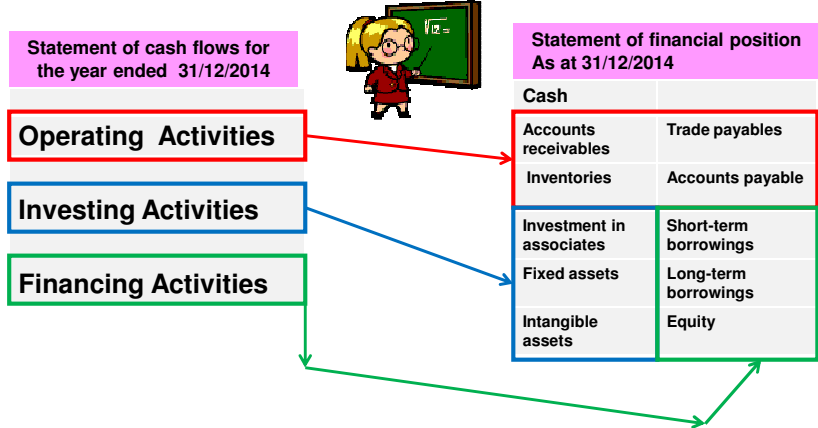 Statement of cash flows for
the year ended 31/12/2014
Operating Activities
Investing Activities
Financing Activities
Statement of financial position
As at 31/12/2014
Cash
Accounts
receivables
Trade payables
Inventories
Accounts payable
Investment in
associates
Short-term
borrowings
Fixed assets
Long-term
borrowings
Intangible
assets
Equity